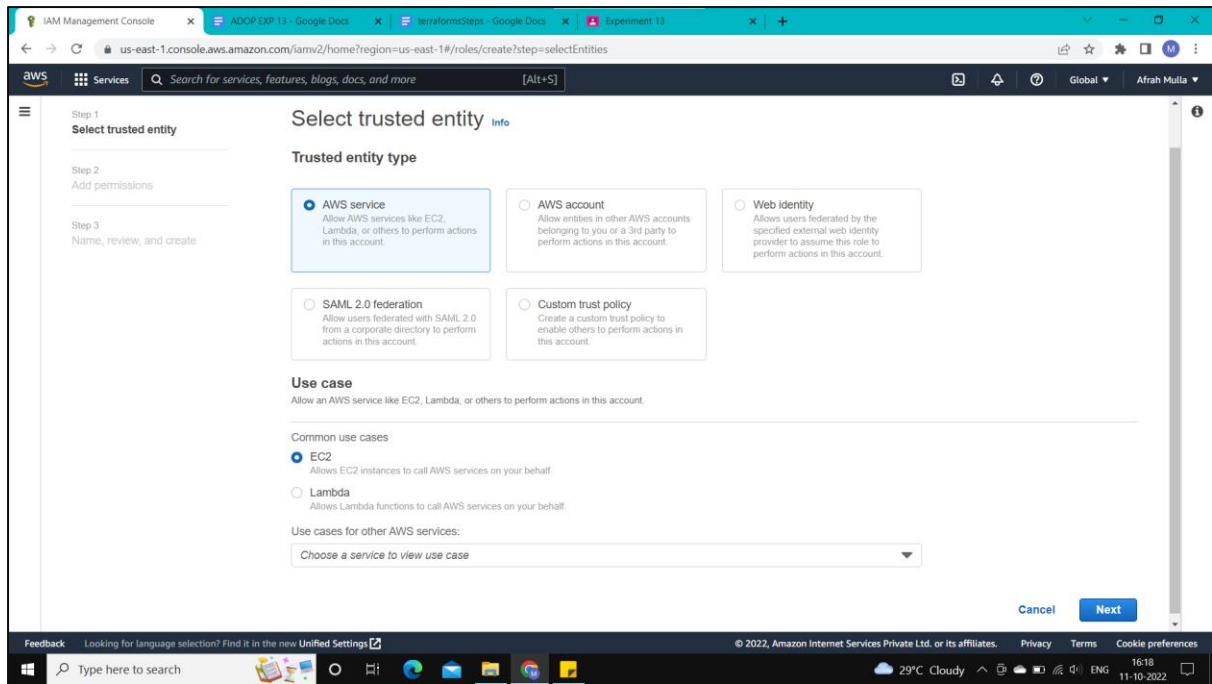 IAM Management Console
ADOP EXP 13 - Google Docs
terraformsSteps - Google Docs
Experiment 13
us-east-1.console.aws.amazon.com/iamv2/home?region=us-east-1#/roles/create?step=selectEntities
M
aws
Services
Search for services, features, blogs, docs, and more
[Alt+S]
Global
Afrah Mulla
Step 1
Select trusted entity
Step 2
Add permissions
Step 3
Name, review, and create
Select trusted entity Info
Trusted entity type
AWS service
Allow AWS services like EC2,
Lambda, or others to perform actions
in this account.
AWS account
Allow entities in other AWS accounts
belonging to you or a 3rd party to
perform actions in this account.
Web identity
Allows users federated by the
specified external web identity
provider to assume this role to
perform actions in this account.
SAML 2.0 federation
Allow users federated with SAML 2.0
from a corporate directory to perform
actions in this account.
Custom trust policy
Create a custom trust policy to
enable others to perform actions in
this account.
Use case
Allow an AWS service like EC2, Lambda, or others to perform actions in this account.
Common use cases
EC2
Allows EC2 instances to call AWS services on your behalf.
Lambda
Allows Lambda functions to call AWS services on your behalf.
Use cases for other AWS services:
Choose a service to view use case
Cancel
Next
Feedback
Looking for language selection? Find it in the new Unified Settings
© 2022, Amazon Internet Services Private Ltd. or its affiliates.
Privacy
Terms
Cookie preferences
Type here to search
29°C Cloudy
ENG
16:18
11-10-2022